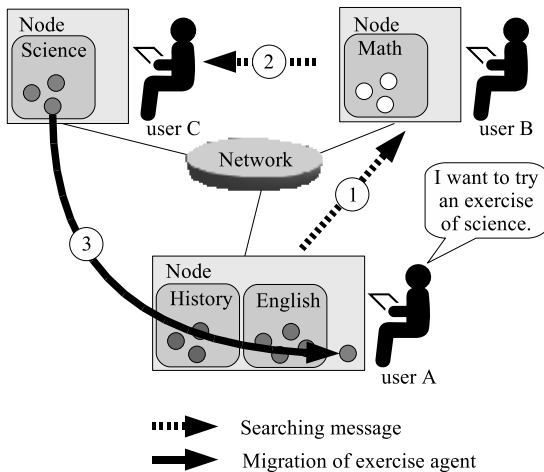 Node
Science
user C
2
Node
Math
user B
Network
1
I want to try
an exercise
of science.
3
Node
History
English
user A
Searching message
Migration of exercise agent